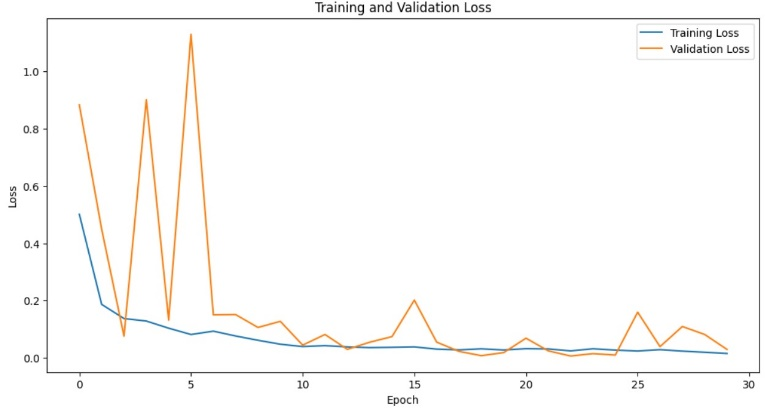 Training and Validation Loss
Training Loss
Validation Loss
1.0
0.8
0.6
0.4
0.2
0.0
Loss
0 5 10 15 20 25 30
Epoch